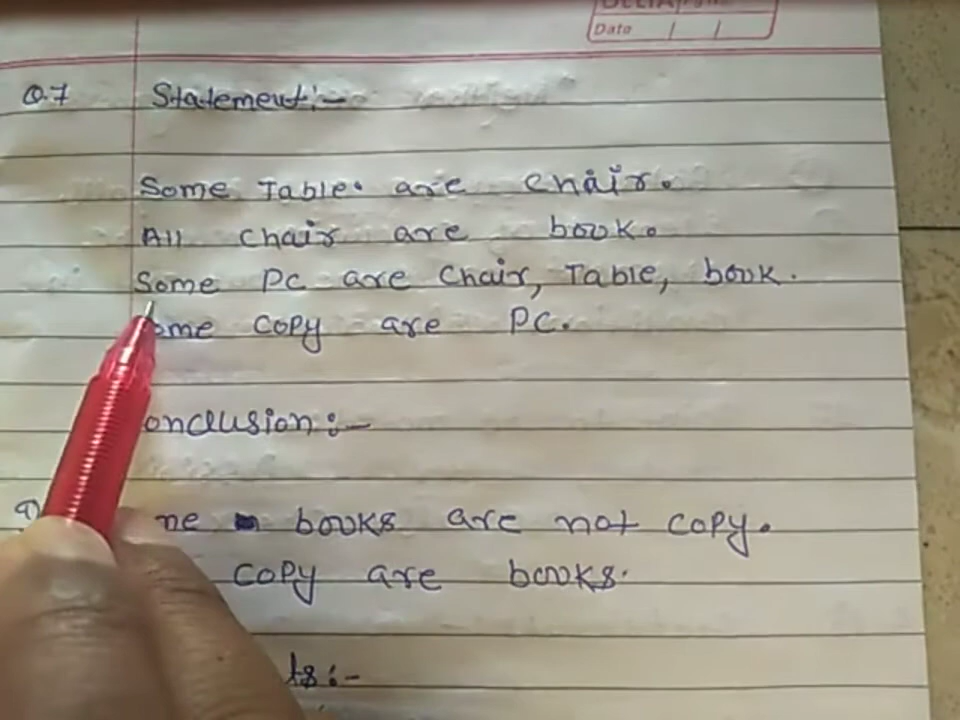 Date / /
Q.7 Statement:-
Some Table. are chair.
All chair are book.
Some PC are Chair, Table, book.
ome copy are PC.
onclusion:-
books are not copy.
copy are books.